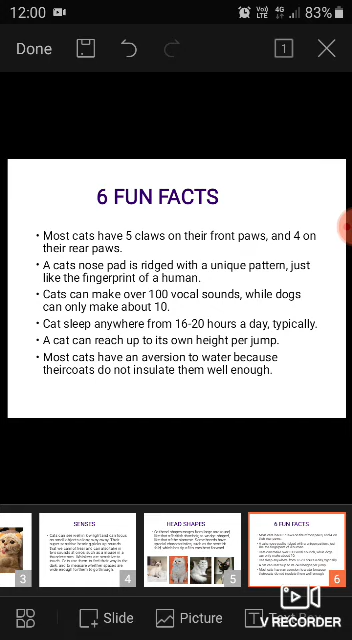 12:00
Vo))
LTE
4G
83%
Done
1
6 FUN FACTS
• Most cats have 5 claws on their front paws, and 4 on
their rear paws.
• A cats nose pad is ridged with a unique pattern, just
like the fingerprint of a human.
• Cats can make over 100 vocal sounds, while dogs
can only make about 10.
• Cat sleep anywhere from 16-20 hours a day, typically.
• A cat can reach up to its own height per jump.
• Most cats have an aversion to water because
theircoats do not insulate them well enough.
3
SENSES
4
HEAD SHAPES
5
6 FUN FACTS
6
Slide
Picture
V RECORDER